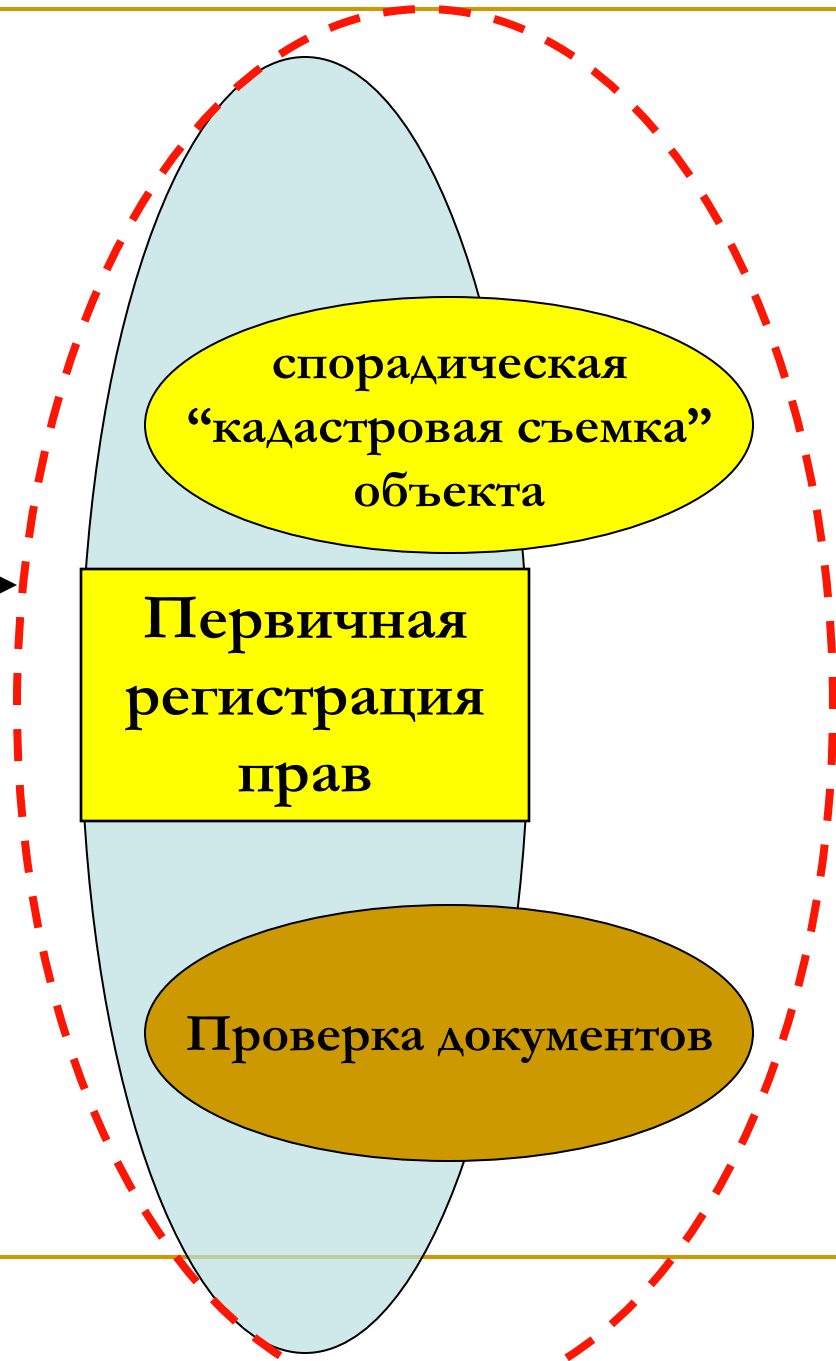 спорадическая
“кадастровая съемка”
объекта
Первичная
регистрация
прав
Проверка документов